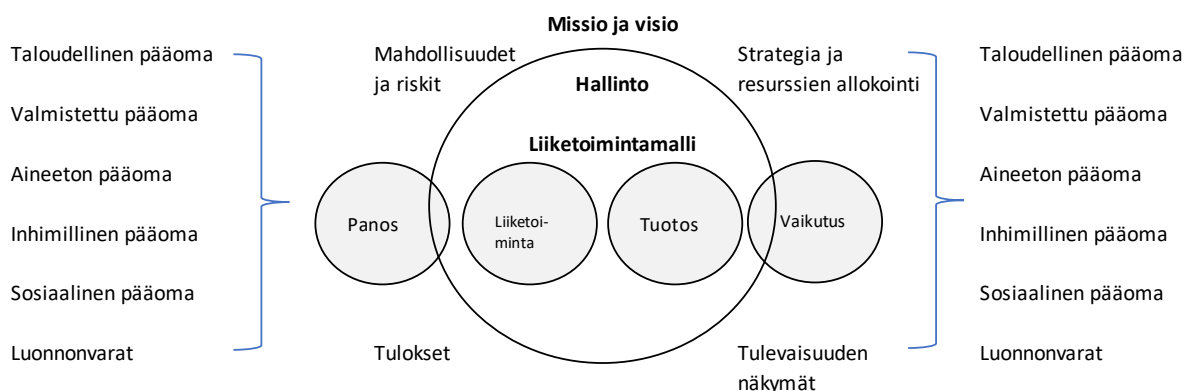 Missio ja visio
Taloudellinen pääoma
Valmistettu pääoma
Aineeton pääoma
Inhimillinen pääoma
Sosiaalinen pääoma
Luonnonvarat
Mahdollisuudet
ja riskit
Hallinto
Strategia ja
resurssien allokointi
Liiketoimintamalli
Panos
Liiketoi-
minta
Tuotos
Vaikutus
Tulokset
Tulevaisuuden
näkymät
Taloudellinen pääoma
Valmistettu pääoma
Aineeton pääoma
Inhimillinen pääoma
Sosiaalinen pääoma
Luonnonvarat